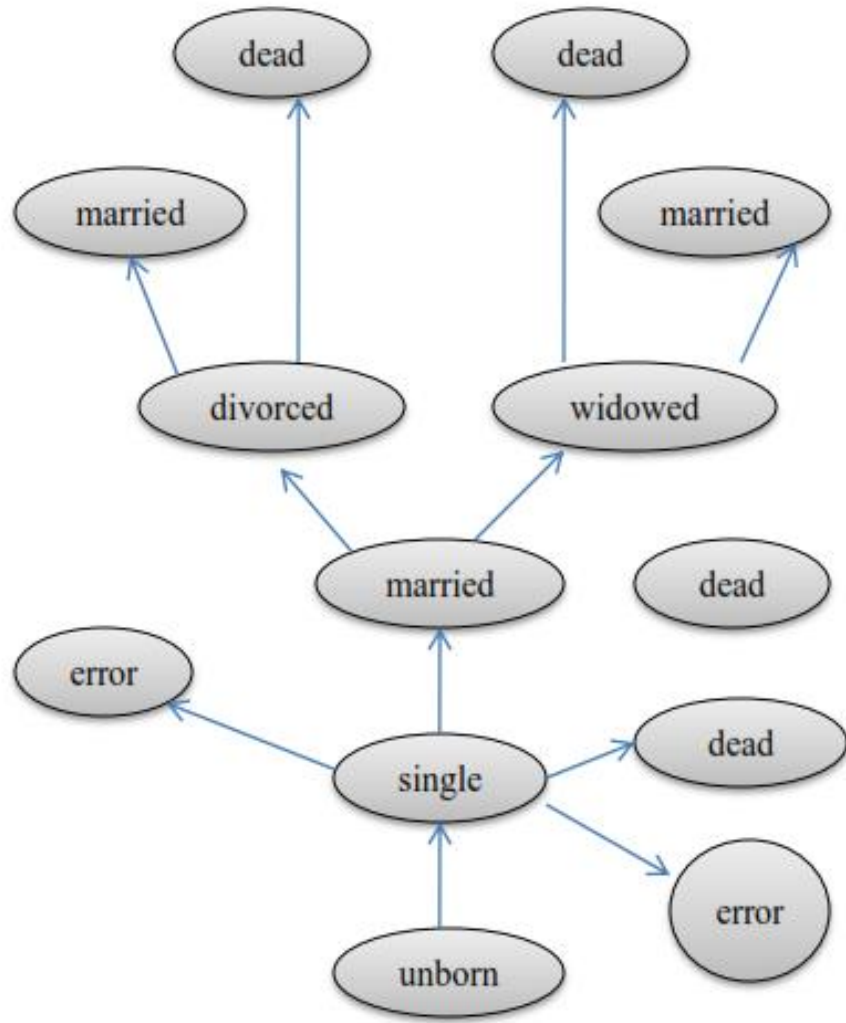 dead
dead
married
married
divorced
widowed
married
dead
error
dead
single
error
unborn